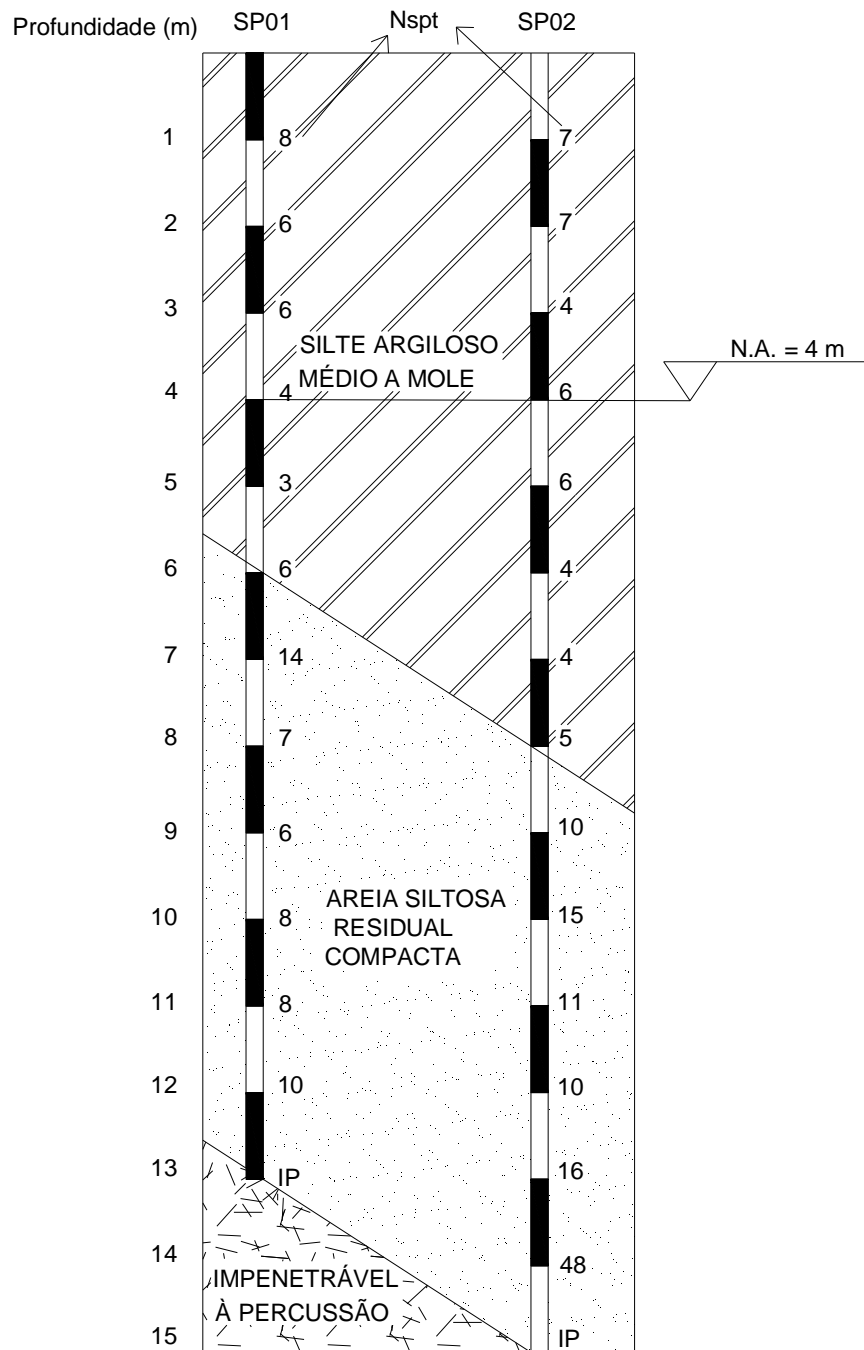 SP01 Nspt SP02
Profundidade (m)
1 8 7
2 6 7
3 6 4
SILTE ARGILOSO
N.A. = 4 m
MÉDIO A MOLE
4 4 6
5 3 6
6 6 4
7 14 4
8 7 5
9 6 10
AREIA SILTOSA
10 8 15
RESIDUAL
COMPACTA
11 8 11
12 10 10
13 IP 16
14 48
IMPENETRÁVEL
À PERCUSSÃO
15 IP